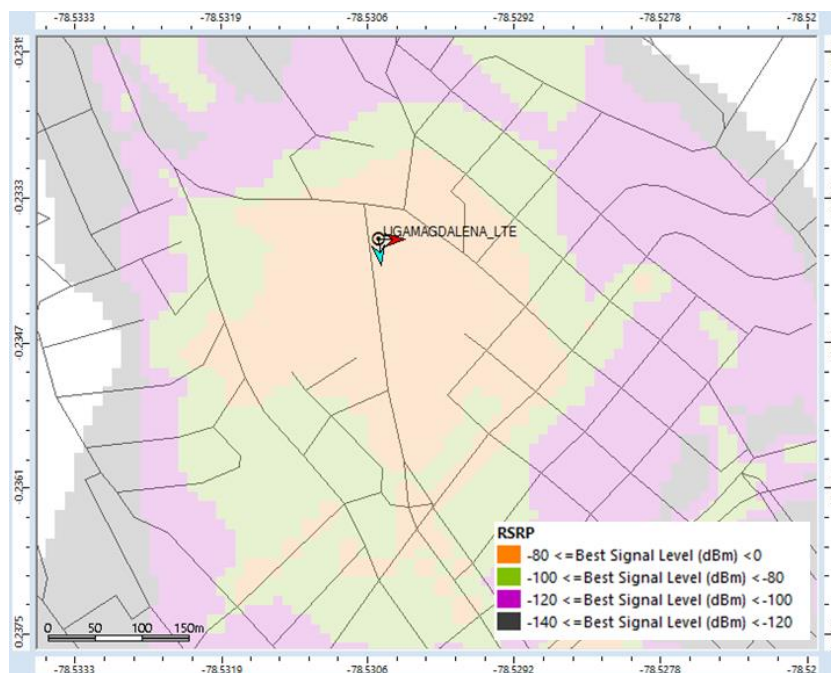 -78.5333 -78.5319 -78.5306 -78.5292 -78.5278 -78.52
-0.2333
-0.2347
-0.2361
-0.2375
LIGAMAGDALENA_LTE
RSRP
-80 <=Best Signal Level (dBm) <0
-100 <=Best Signal Level (dBm) <-80
-120 <=Best Signal Level (dBm) <-100
-140 <=Best Signal Level (dBm) <-120
0 50 100 150m
-78.5333 -78.5319 -78.5306 -78.5292 -78.5278 -78.52